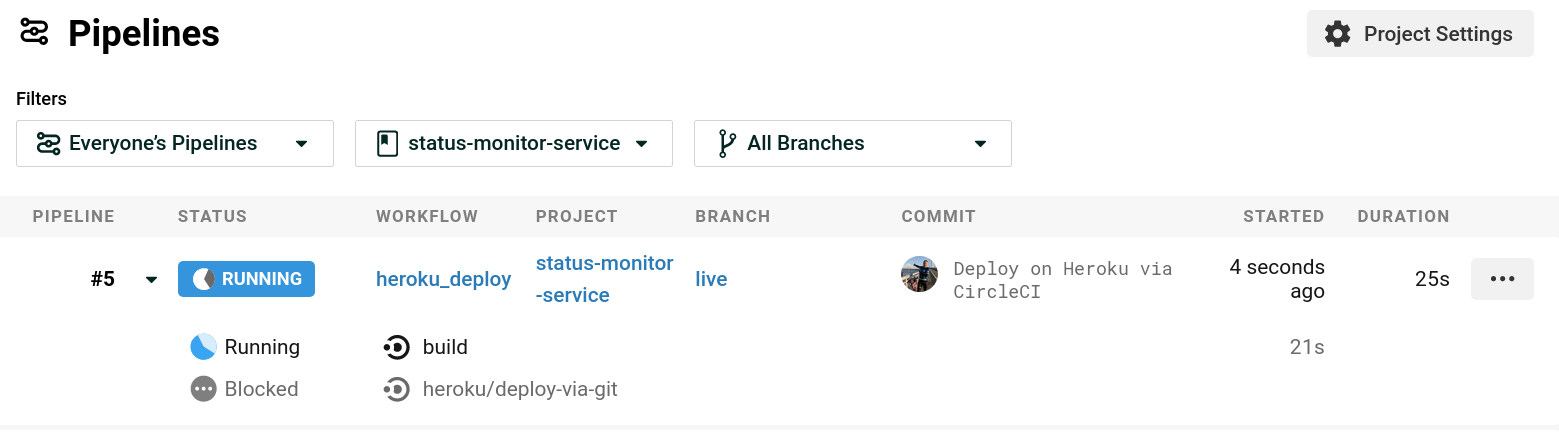 Pipelines
Project Settings
Filters
Everyone’s Pipelines
status-monitor-service
All Branches
PIPELINE STATUS WORKFLOW PROJECT BRANCH COMMIT STARTED DURATION
#5 RUNNING heroku_deploy status-monitor live Deploy on Heroku via 4 seconds 25s
-service CircleCI ago
Running build 21s
Blocked heroku/deploy-via-git